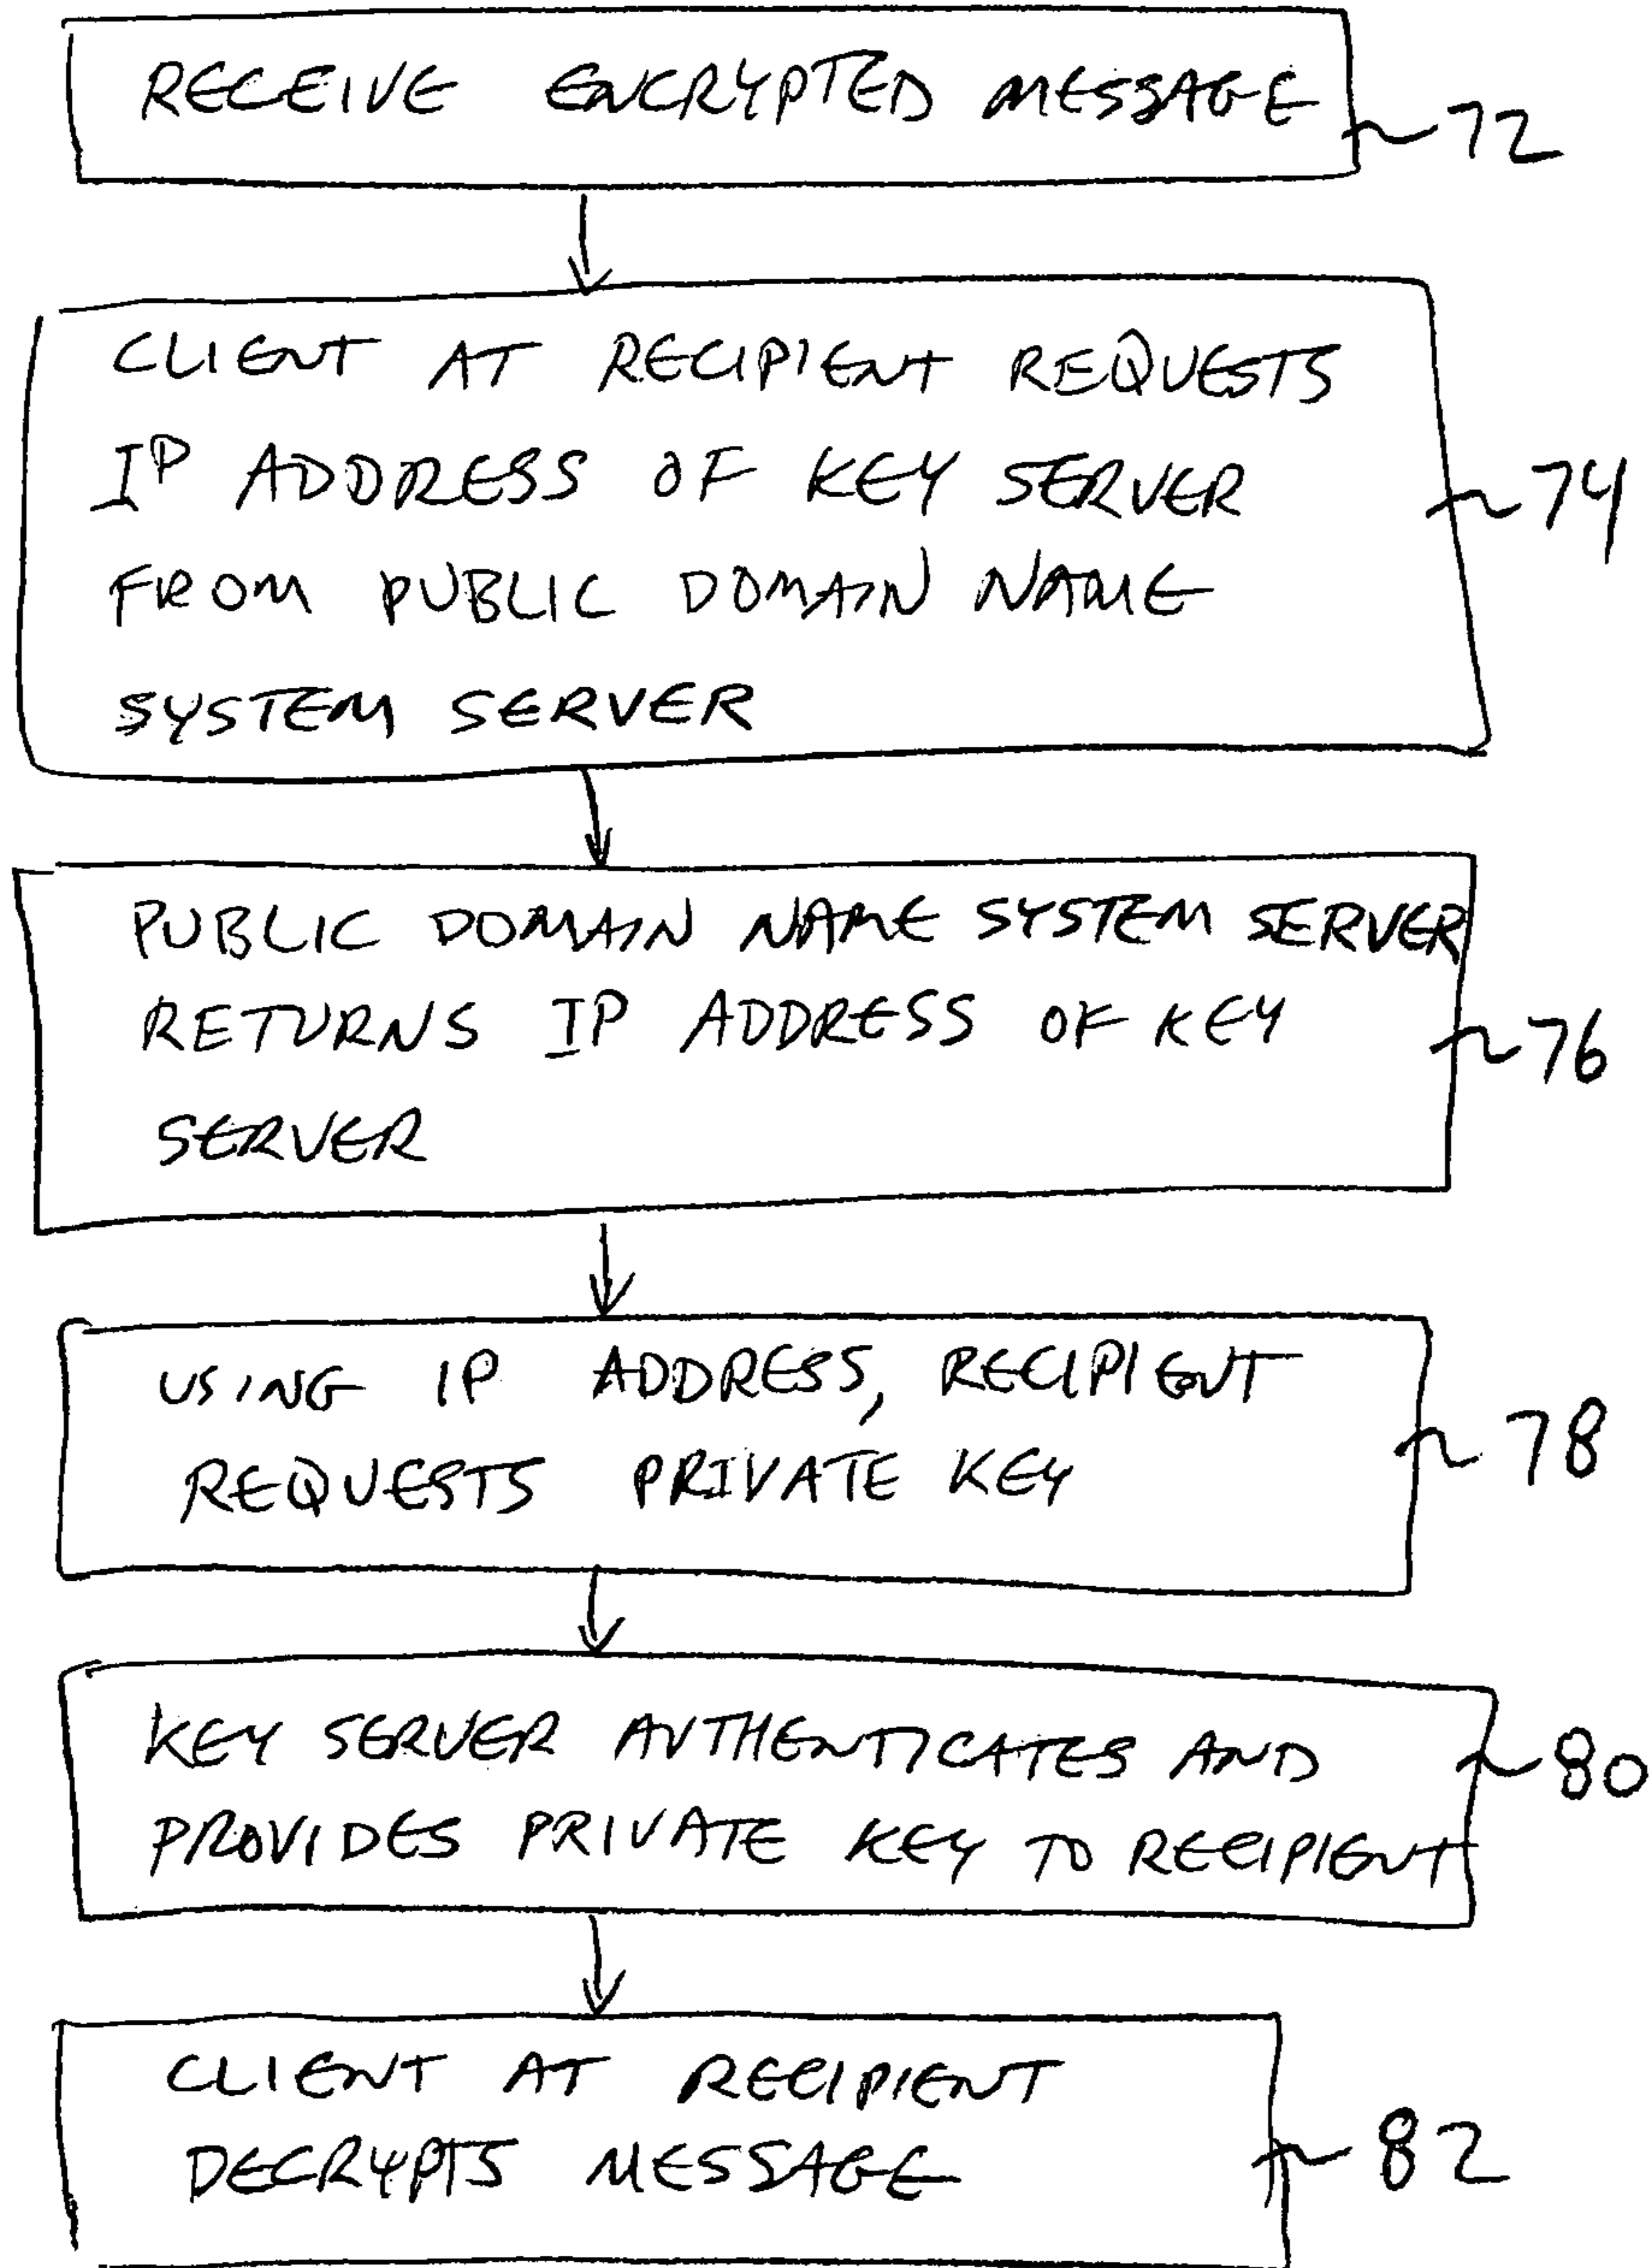 RECEIVE ENCRYPTED MESSAGE
~72
CLIENT AT RECIPIENT REQUESTS
IP ADDRESS OF KEY SERVER
~74
FROM PUBLIC DOMAIN NAME
SYSTEM SERVER
PUBLIC DOMAIN NAME SYSTEM SERVER
RETURNS IP ADDRESS OF KEY
~76
SERVER
USING IP ADDRESS, RECIPIENT
REQUESTS PRIVATE KEY
~78
KEY SERVER AUTHENTICATES AND
~80
PROVIDES PRIVATE KEY TO RECIPIENT
CLIENT AT RECIPIENT
DECRYPTS MESSAGE
~82